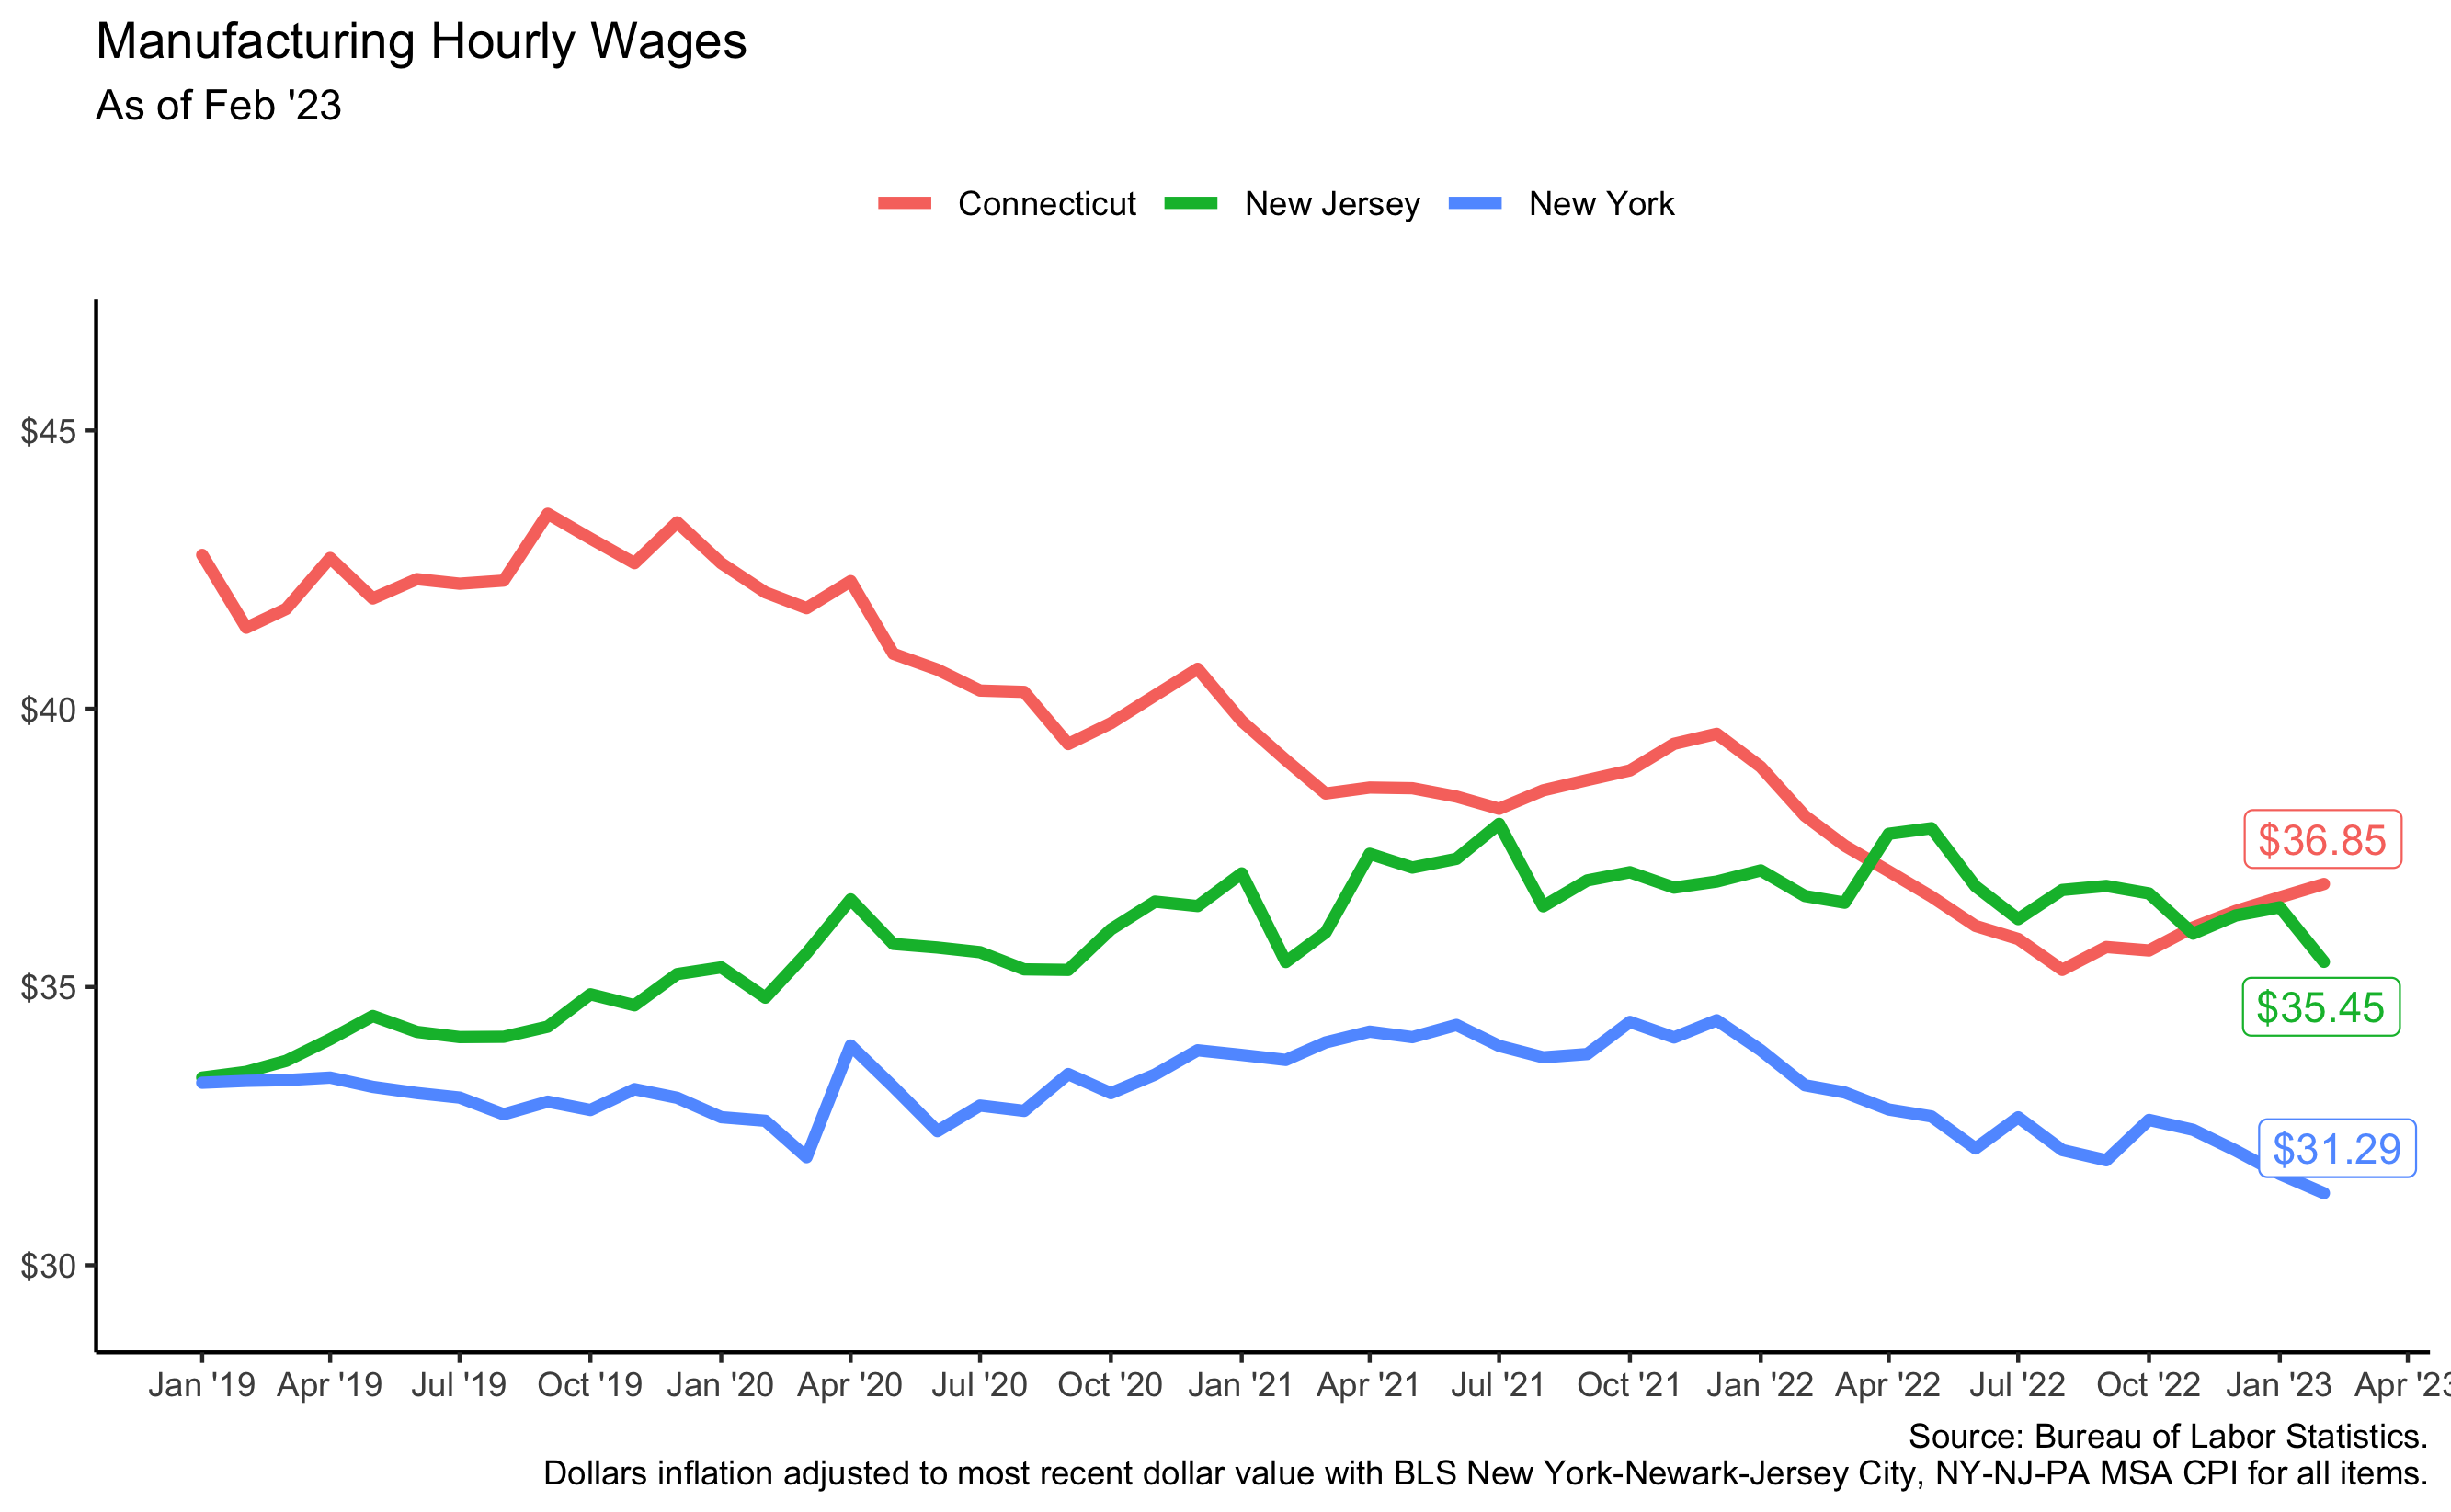 Manufacturing Hourly Wages
As of Feb '23
Connecticut New Jersey New York
$45
$40
$35
$30
$36.85
$35.45
$31.29
Jan '19 Apr '19 Jul '19 Oct '19 Jan '20 Apr '20 Jul '20 Oct '20 Jan '21 Apr '21 Jul '21 Oct '21 Jan '22 Apr '22 Jul '22 Oct '22 Jan '23 Apr '23
Source: Bureau of Labor Statistics.
Dollars inflation adjusted to most recent dollar value with BLS New York-Newark-Jersey City, NY-NJ-PA MSA CPI for all items.